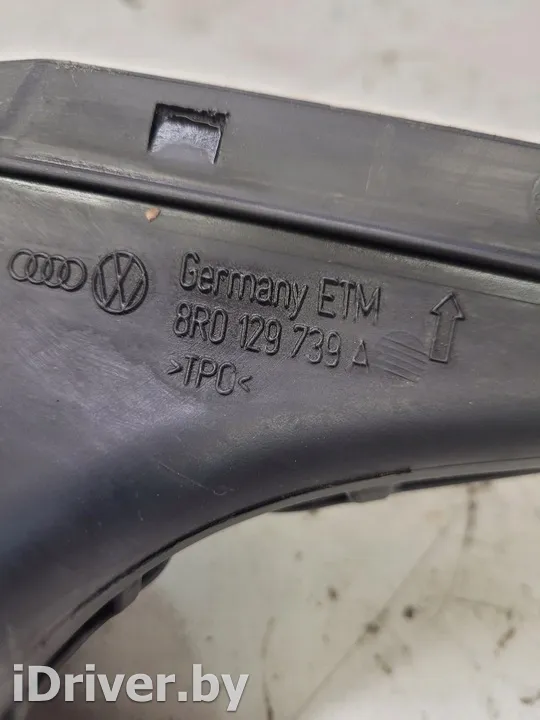 Germany ETM
8R0 129 739 A
>TPO<
iDriver.by